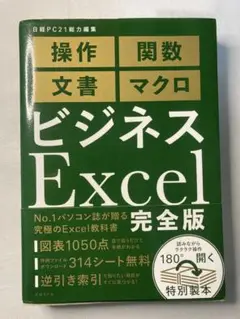 日経PC21総力編集
操作 関数
文書 マクロ
ビジネス
Excel
No.1パソコン誌が贈る
究極のExcel教科書
完全版
図表1050点
314シート無料
逆引き索引
読みながら
ラクラク操作
180°開く
特別製本